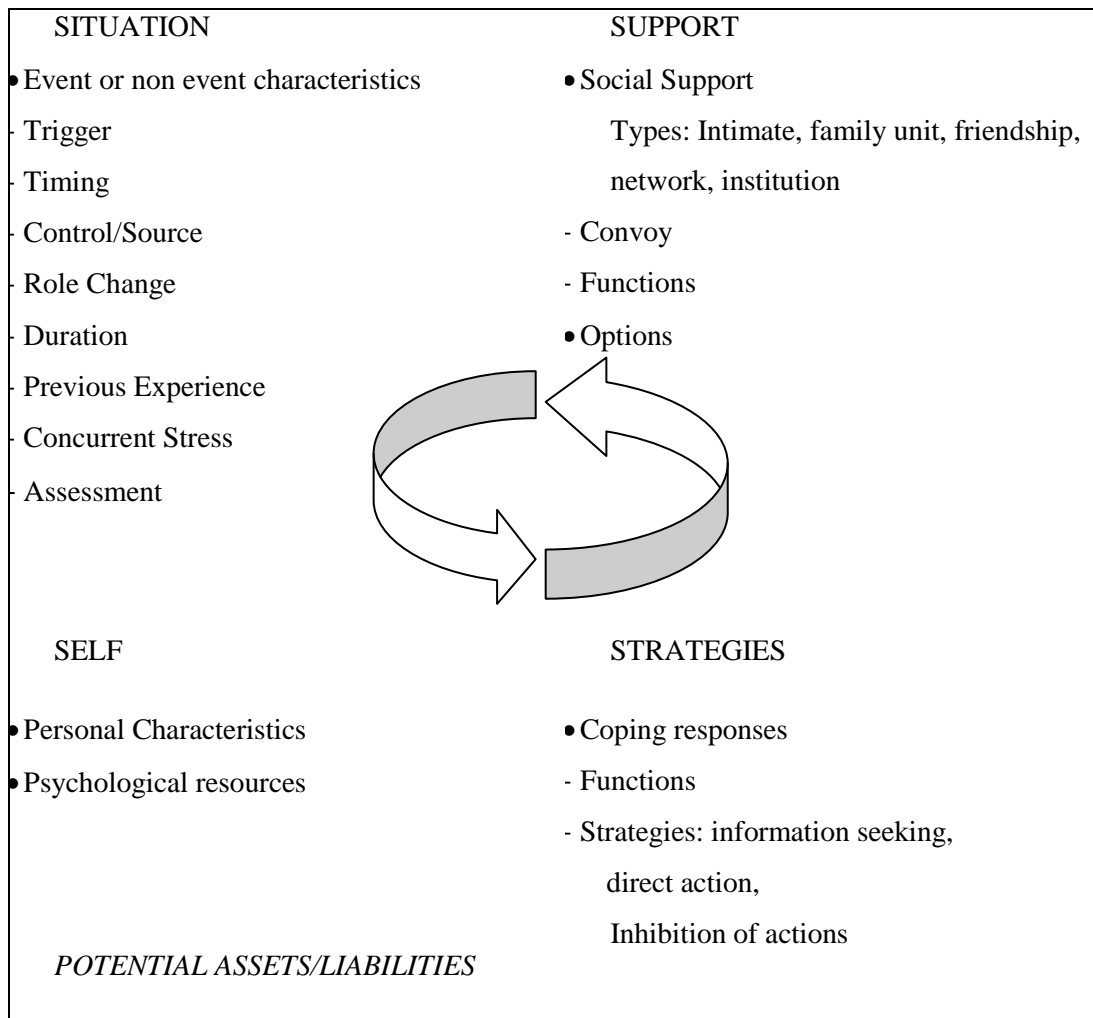 SITUATION
• Event or non event characteristics
- Trigger
- Timing
- Control/Source
- Role Change
- Duration
- Previous Experience
- Concurrent Stress
- Assessment
SUPPORT
• Social Support
Types: Intimate, family unit, friendship,
network, institution
- Convoy
- Functions
• Options
SELF
• Personal Characteristics
• Psychological resources
STRATEGIES
• Coping responses
- Functions
- Strategies: information seeking,
direct action,
Inhibition of actions
POTENTIAL ASSETS/LIABILITIES